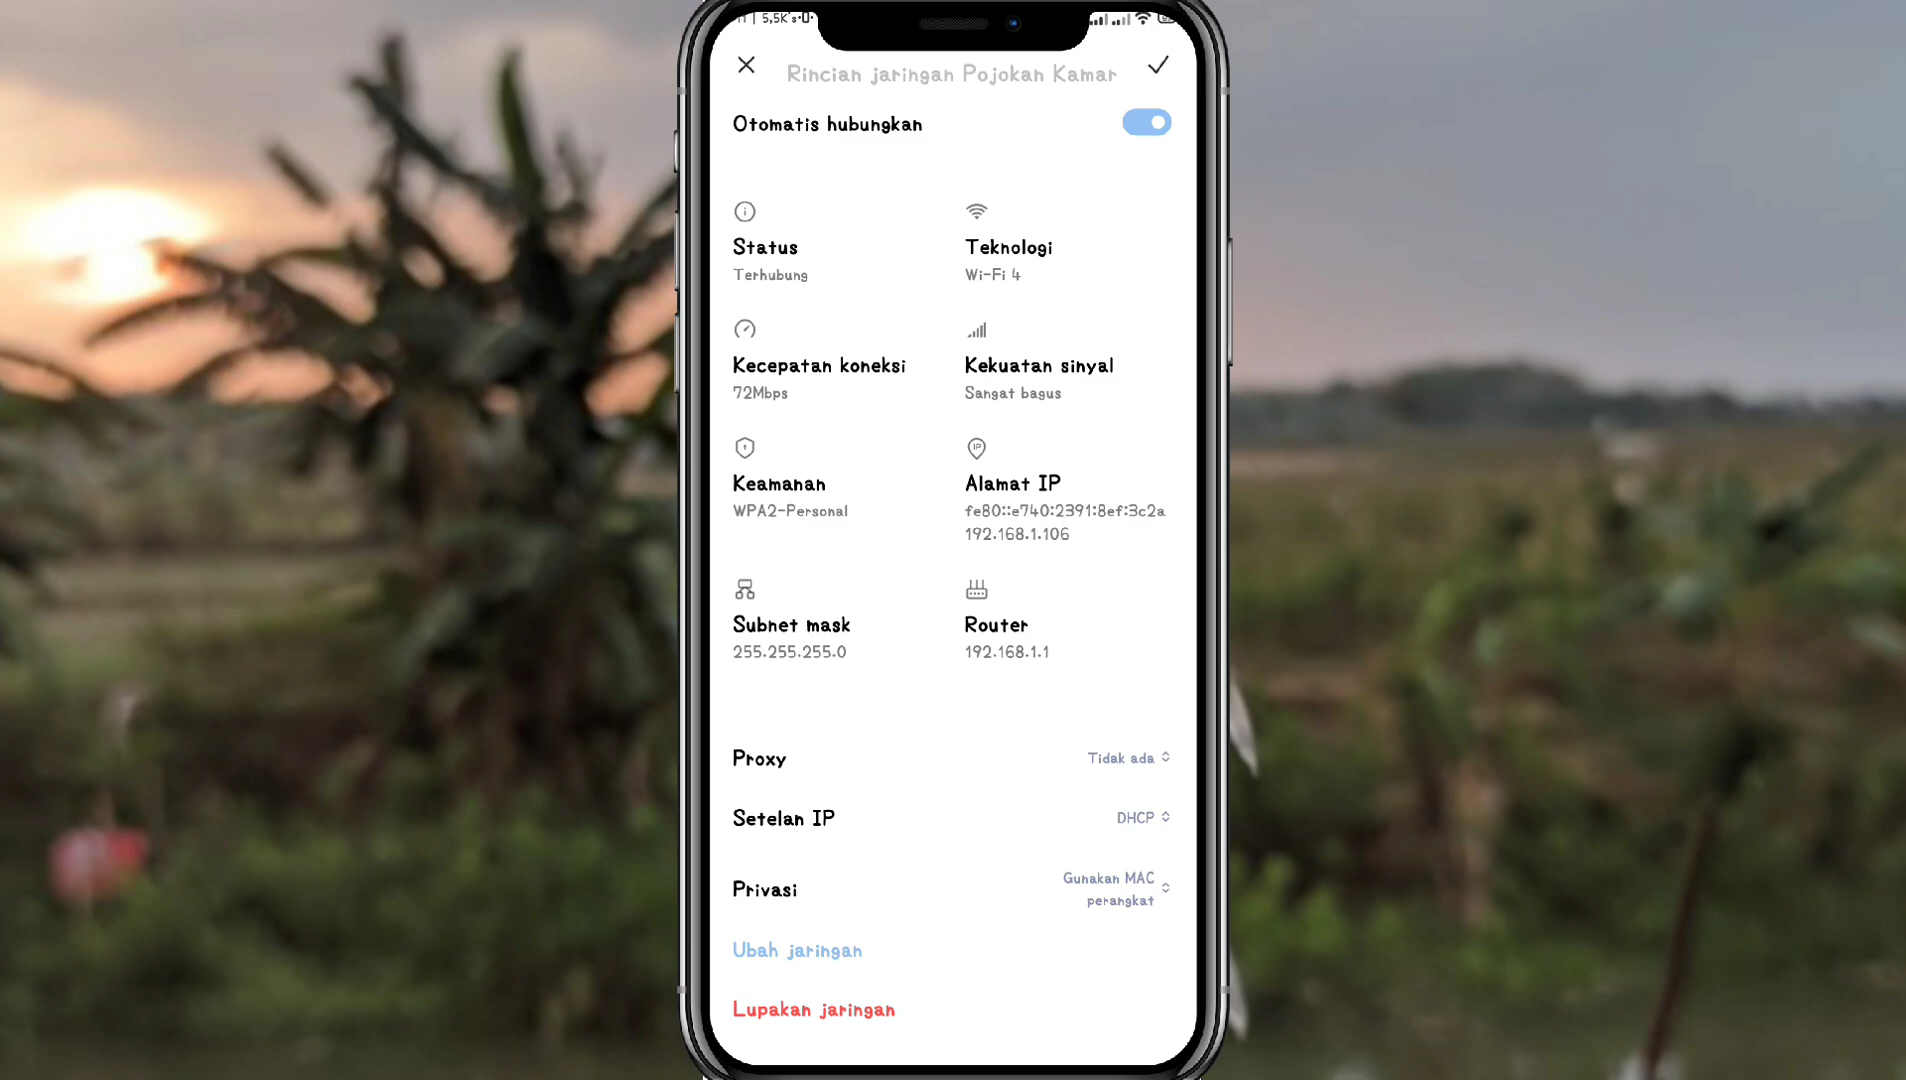 5,5K's
Rincian jaringan Pojokan Kamar
Otomatis hubungkan
Status
Terhubung
Teknologi
Wi-Fi 4
Kecepatan koneksi
72Mbps
Kekuatan sinyal
Sangat bagus
Keamanan
WPA2-Personal
Alamat IP
IP
fe80::e740:2391:8ef:3c2a
192.168.1.106
Subnet mask
255.255.255.0
Router
192.168.1.1
Proxy
Tidak ada
Setelan IP
DHCP
Privasi
Gunakan MAC
perangkat
Ubah jaringan
Lupakan jaringan